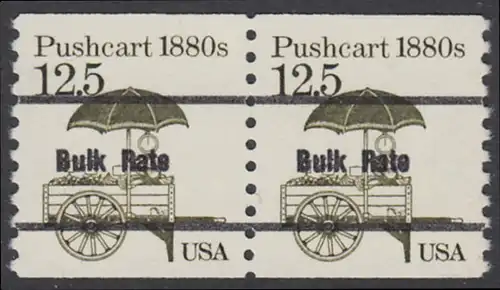 Pushcart 1880s
12.5
Bulk Rate
USA
Pushcart 1880s
12.5
Bulk Rate
USA